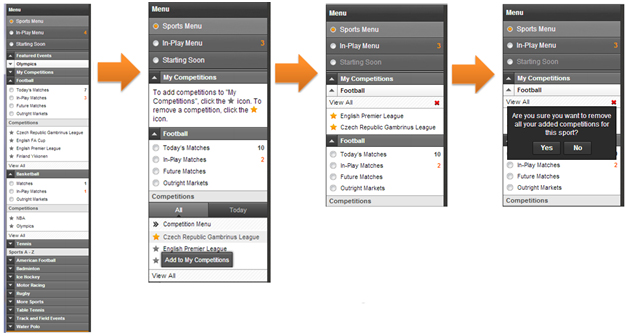 Menu
Sports Menu
In-Play Menu 4
Starting Soon
Featured Events
Olympics
My Competitions
Football
Today's Matches 7
In-Play Matches
Future Matches
Outright Markets
Competitions
Czech Republic Gambrinus League
English FA Cup
English Premier League
Finland Ykkonen
View All
Basketball
Matches
In-Play Matches
Outright Markets
Competitions
NBA
Olympics
View All
Tennis
Sports A - Z
American Football
Badminton
Ice Hockey
Motor Racing
Rugby
More Sports
Table Tennis
Track and Field Events
Water Polo
Menu
Sports Menu
In-Play Menu 3
Starting Soon
My Competitions
To add competitions to "My
Competitions", click the ★ icon. To
remove a competition, click the ★
icon.
Football
Today's Matches 10
In-Play Matches 2
Future Matches
Outright Markets
Competitions
All Today
Competition Menu
Czech Republic Gambrinus League
English Premier League
Add to My Competitions
View All
Menu
Sports Menu
In-Play Menu 3
Starting Soon
My Competitions
Football
View All
English Premier League
Czech Republic Gambrinus League
Football
Today's Matches 10
In-Play Matches 2
Future Matches
Outright Markets
Competitions
Menu
Sports Menu
In-Play Menu 3
Starting Soon
My Competitions
Football
View All
Are you sure you want to remove
all your added competitions for
this sport?
Yes No
In-Play Matches 2
Future Matches
Outright Markets
Competitions